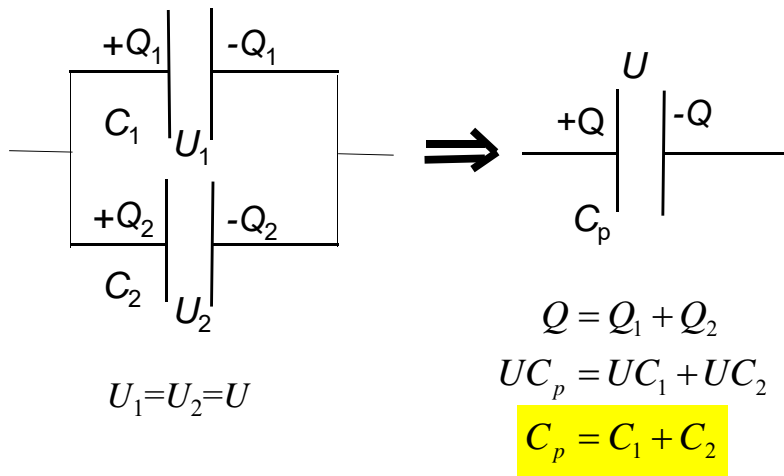 +Q₁ -Q₁
C₁
U₁
+Q₂ -Q₂
C₂
U₂
U₁=U₂=U
U
+Q -Q
Cₚ
Q = Q₁ + Q₂
UCₚ = UC₁ + UC₂
Cₚ = C₁ + C₂